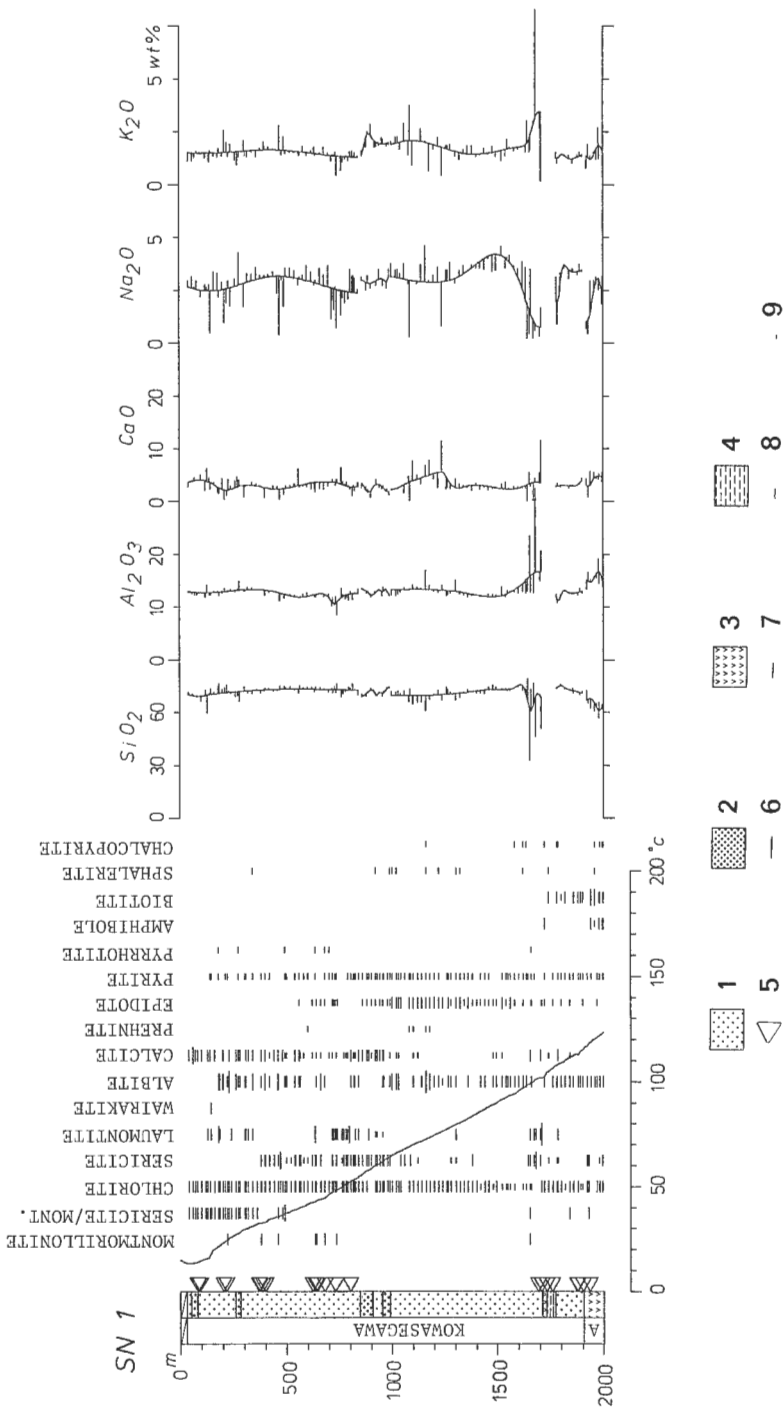 SN 1
0 m
500
1000
1500
2000
KOWASEGAWA
A
MONTMORILLONITE
SERICITE/MONT.
CHLORITE
SERICITE
LAUMONTITE
WAIRAKITE
ALBITE
CALCITE
PREHNITE
EPIDOTE
PYRITE
PYRRHOTITE
AMPHIBOLE
BIOTITE
SPHALERITE
CHALCOPYRITE
0 50 100 150 200 °C
SiO2
0 30 60
Al2O3
0 10 20
CaO
0 10 20
Na2O
0 5
K2O
0 5 wt%
1 2 3 4
5 6 7 8 9